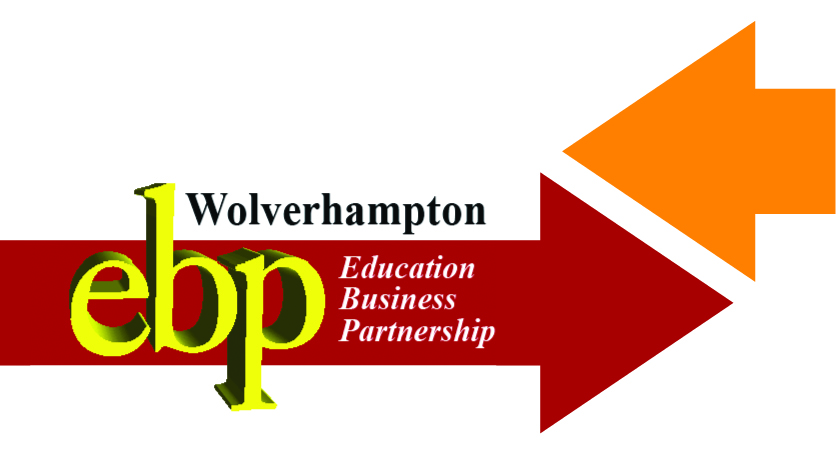 Wolverhampton
ebp
Education
Business
Partnership